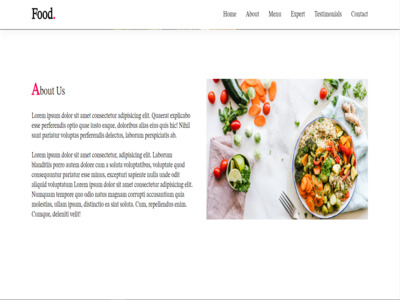 Food.
Home About Menu Expert Testimonials Contact
About Us
Lorem ipsum dolor sit amet consectetur adipisicing elit. Quaerat explicabo
esse perferendis optio quae iusto eaque, doloribus alias eius quis hic! Nihil
sunt pariatur voluptas perferendis delectus, laborum perspiciatis ab.
Lorem ipsum dolor sit amet consectetur, adipisicing elit. Laborum
blanditiis porro autem dolore cum a soluta voluptatibus, voluptate quod
consequuntur pariatur esse minus, excepturi sapiente nulla unde odit
aliquid voluptatum Lorem ipsum dolor sit amet consectetur adipisicing elit.
Numquam tempore quo odio natus magnam corrupti accusantium quia
molestias, ullam ipsum, distinctio ea sint soluta. Cum, repellendus enim.
Cumque, deleniti velit!